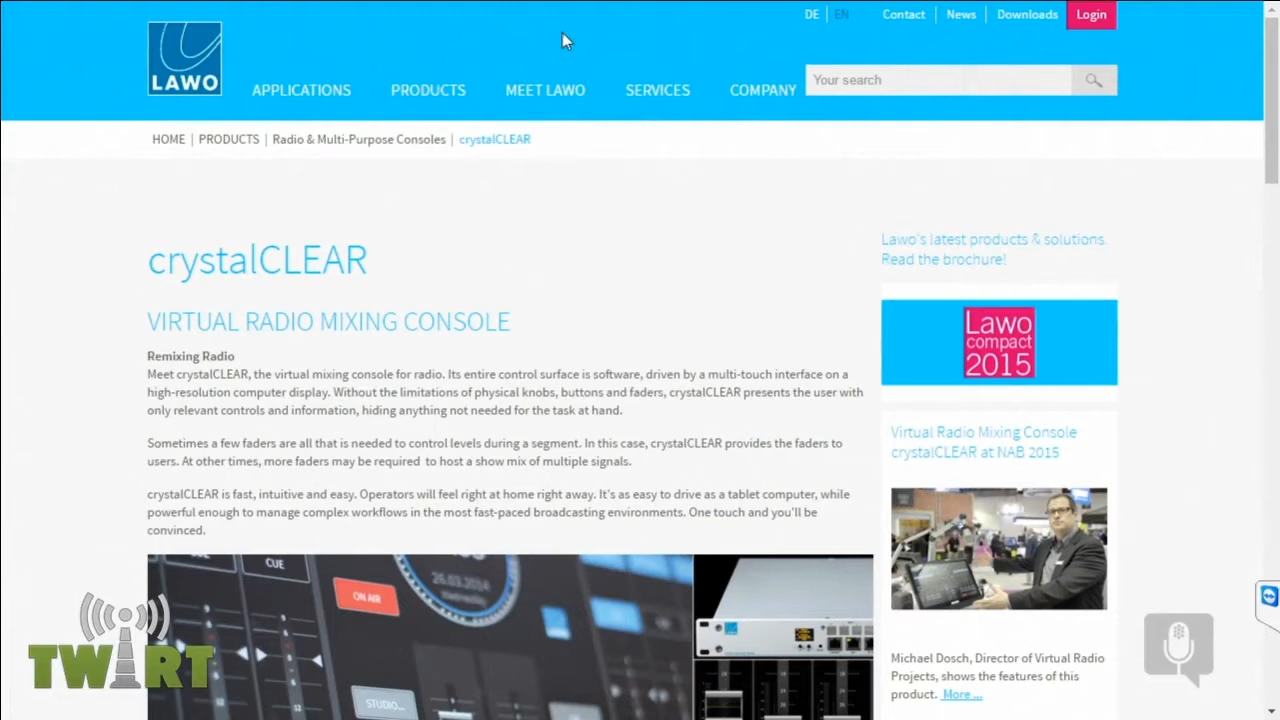 DE | EN Contact | News | Downloads Login
LAWO
APPLICATIONS PRODUCTS MEET LAWO SERVICES COMPANY
Your search
HOME | PRODUCTS | Radio & Multi-Purpose Consoles | crystalCLEAR
crystalCLEAR
VIRTUAL RADIO MIXING CONSOLE
Remixing Radio
Meet crystalCLEAR, the virtual mixing console for radio. Its entire control surface is software, driven by a multi-touch interface on a
high-resolution computer display. Without the limitations of physical knobs, buttons and faders, crystalCLEAR presents the user with
only relevant controls and information, hiding anything not needed for the task at hand.
Sometimes a few faders are all that is needed to control levels during a segment. In this case, crystalCLEAR provides the faders to
users. At other times, more faders may be required to host a show mix of multiple signals.
crystalCLEAR is fast, intuitive and easy. Operators will feel right at home right away. It's as easy to drive as a tablet computer, while
powerful enough to manage complex workflows in the most fast-paced broadcasting environments. One touch and you'll be
convinced.
CUE
ON AIR
26.03.2014
STUDIO...
TWIRT
Lawo's latest products & solutions.
Read the brochure!
Lawo
compact
2015
Virtual Radio Mixing Console
crystalCLEAR at NAB 2015
Michael Dosch, Director of Virtual Radio
Projects, shows the features of this
product. More ...